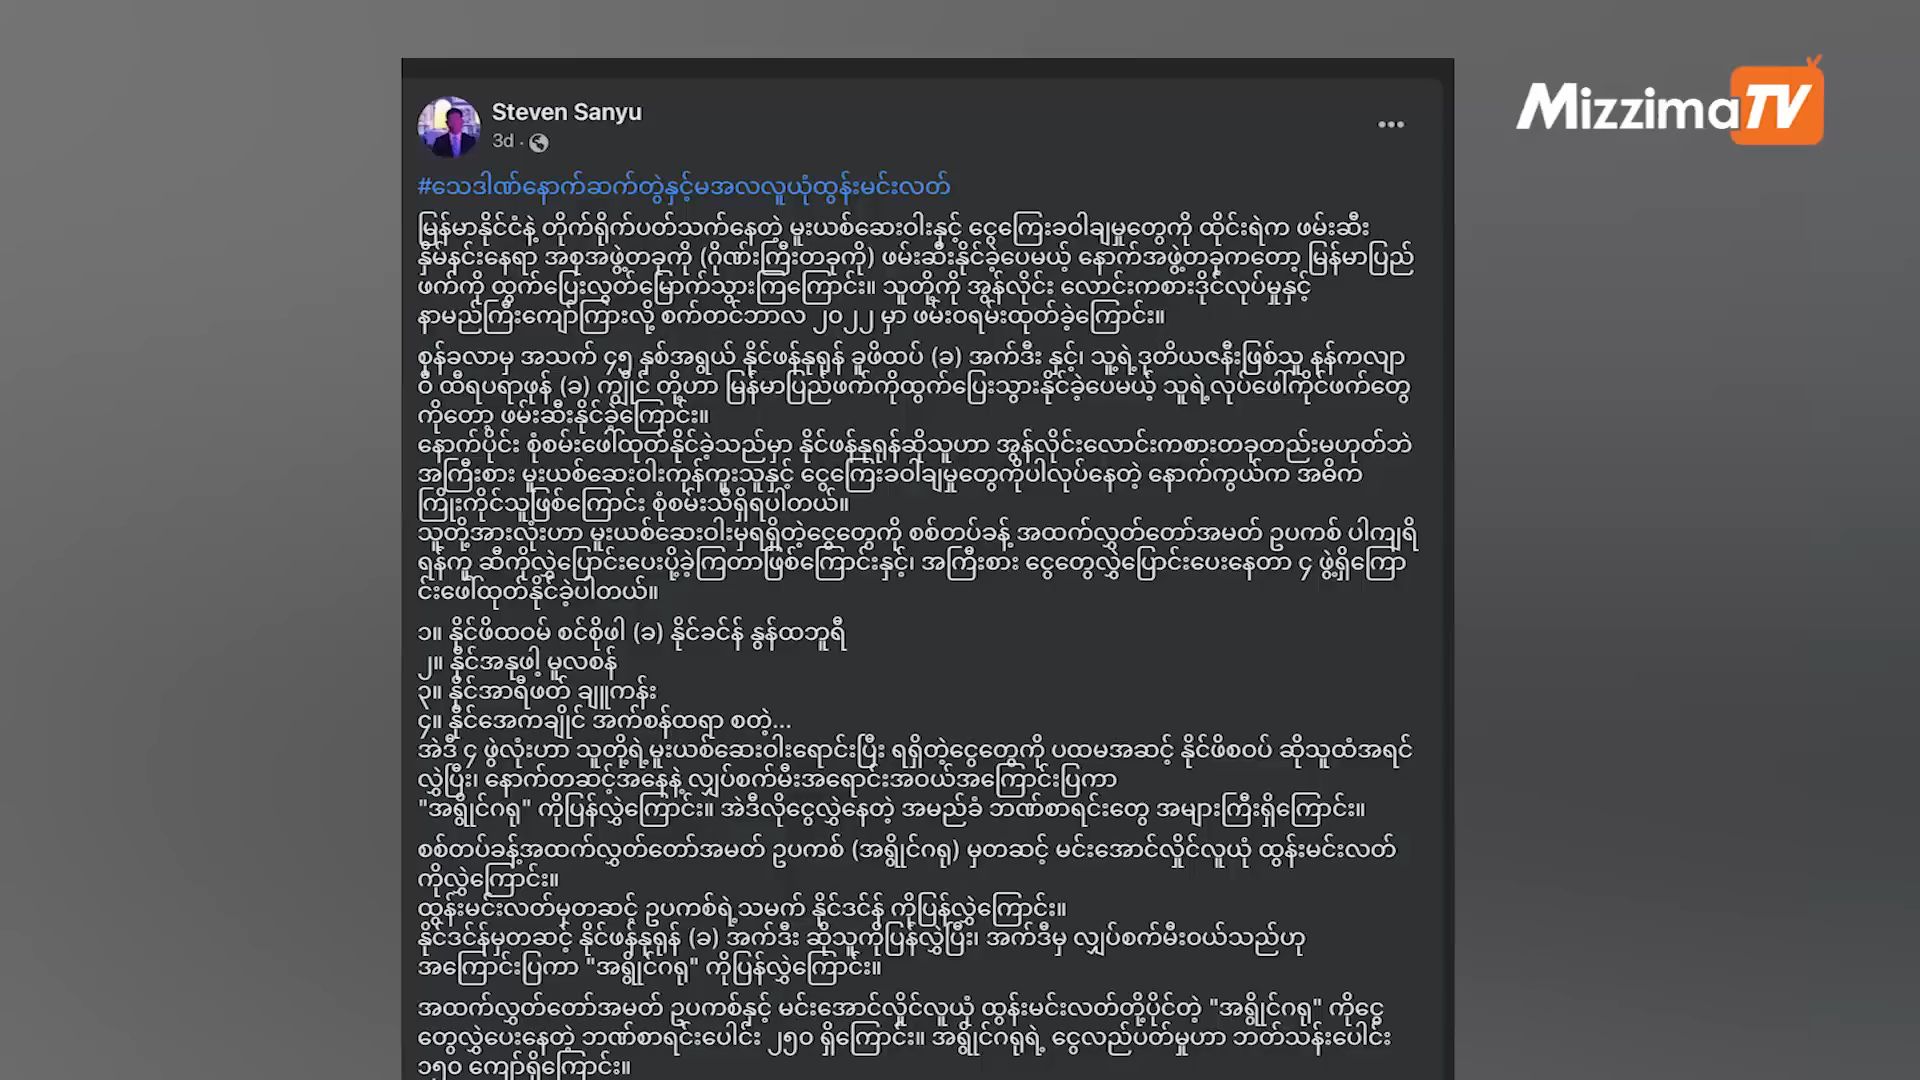 Mizzima TV
Steven Sanyu
3d ·
#သေဒါဏ်နောက်ဆက်တွဲနှင့်မအလလူယုံထွန်းမင်းလတ်
မြန်မာနိုင်ငံနဲ့ တိုက်ရိုက်ပတ်သက်နေတဲ့ မူးယစ်ဆေးဝါးနှင့် ငွေကြေးခဝါချမှုတွေကို ထိုင်းရဲက ဖမ်းဆီး
နှိမနင်းနေရာ အစုအဖွဲ့တခုကို (ဂိုဏ်းကြီးတခုကို) ဖမ်းဆီးနိုင်ခဲ့ပေမယ့် နောက်အဖွဲ့တခုကတော့ မြန်မာပြည်
ဖက်ကို ထွက်ပြေးလွတ်မြောက်သွားကြကြောင်း။ သူတို့ကို အွန်လိုင်း လောင်းကစားဒိုင်လုပ်မှုနှင့်
နာမည်ကြီးကျော်ကြားလို့ စက်တင်ဘာလ ၂၀၂၂ မှာ ဖမ်းဝရမ်းထုတ်ခဲ့ကြောင်း။
စုန်ခလာမှ အသက် ၄၅ နှစ်အရွယ် နိုင်ဖန်နုရုန် ခူဖိထပ် (ခ) အက်ဒီး နှင့်၊ သူ့ရဲ့ဒုတိယဇနီးဖြစ်သူ နန်ကလျာ
ဝီ ထီရပရာဖုန် (ခ) ကျွိုင် တို့ဟာ မြန်မာပြည်ဖက်ကိုထွက်ပြေးသွားနိုင်ခဲ့ပေမယ့် သူရဲ့လုပ်ဖေါ်ကိုင်ဖက်တွေ
ကိုတော့ ဖမ်းဆီးနိုင်ခဲ့ကြောင်း။
နောက်ပိုင်း စုံစမ်းဖေါ်ထုတ်နိုင်ခဲ့သည်မှာ နိုင်ဖန်နုရုန်ဆိုသူဟာ အွန်လိုင်းလောင်းကစားတခုတည်းမဟုတ်ဘဲ
အကြီးစား မူးယစ်ဆေးဝါးကုန်ကူးသူနှင့် ငွေကြေးခဝါချမှုတွေကိုပါလုပ်နေတဲ့ နောက်ကွယ်က အဓိက
ကြိုးကိုင်သူဖြစ်ကြောင်း စုံစမ်းသိရှိရပါတယ်။
သူတို့အားလုံးဟာ မူးယစ်ဆေးဝါးမှရရှိတဲ့ငွေတွေကို စစ်တပ်ခန့် အထက်လွှတ်တော်အမတ် ဥပကစ် ပါကျရိ
ရန်ကူ ဆီကိုလွှဲပြောင်းပေးပို့ခဲ့ကြတာဖြစ်ကြောင်းနှင့်၊ အကြီးစား ငွေတွေလွှဲပြောင်းပေးနေတာ ၄ ဖွဲ့ရှိကြော
င်းဖေါ်ထုတ်နိုင်ခဲ့ပါတယ်။
၁။ နိုင်ဖိထဝမ် စင်စိုဖါ (ခ) နိုင်ခင်န် နွန်ထဘူရီ
၂။ နိုင်အနုဖါ့ မူလစန်
၃။ နိုင်အာရီဖတ် ချူကန်း
၄။ နိုင်အေကချိုင် အက်စန်ထရာ စတဲ့...
အဲဒီ ၄ ဖွဲလုံးဟာ သူတို့ရဲ့မူးယစ်ဆေးဝါးရောင်းပြီး ရရှိတဲ့ငွေတွေကို ပထမအဆင့် နိုင်ဖိစဝပ် ဆိုသူထံအရင်
လွှဲပြီး၊ နောက်တဆင့်အနေနဲ့ လျှပ်စက်မီးအရောင်းအဝယ်အကြောင်းပြကာ
"အရွှိုင်ဂရု" ကိုပြန်လွှဲကြောင်း။ အဲဒီလိုငွေလွှဲနေတဲ့ အမည်ခံ ဘဏ်စာရင်းတွေ အများကြီးရှိကြောင်း။
စစ်တပ်ခန့်အထက်လွှတ်တော်အမတ် ဥပကစ် (အရွှိုင်ဂရု) မှတဆင့် မင်းအောင်လှိုင်လူယုံ ထွန်းမင်းလတ်
ကိုလွှဲကြောင်း။
ထွန်းမင်းလတ်မှတဆင့် ဥပကစ်ရဲ့သမက် နိုင်ဒင်န် ကိုပြန်လွှဲကြောင်း။
နိုင်ဒင်န်မှတဆင့် နိုင်ဖန်နုရုန် (ခ) အက်ဒီး ဆိုသူကိုပြန်လွှဲပြီး၊ အက်ဒီမှ လျှပ်စက်မီးဝယ်သည်ဟု
အကြောင်းပြကာ "အရွှိုင်ဂရု" ကိုပြန်လွှဲကြောင်း။
အထက်လွှတ်တော်အမတ် ဥပကစ်နှင့် မင်းအောင်လှိုင်လူယုံ ထွန်းမင်းလတ်တို့ပိုင်တဲ့ "အရွှိုင်ဂရု" ကိုငွေ
တွေလွှဲပေးနေတဲ့ ဘဏ်စာရင်းပေါင်း ၂၅၀ ရှိကြောင်း။ အရွှိုင်ဂရုရဲ့ ငွေလည်ပတ်မှုဟာ ဘတ်သန်းပေါင်း
၁၅၀ ကျော်ရှိကြောင်း။